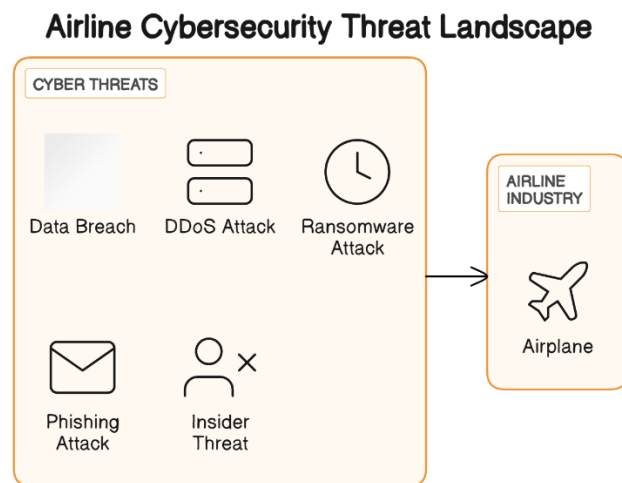 Airline Cybersecurity Threat Landscape
CYBER THREATS
Data Breach
DDoS Attack
Ransomware
Attack
Phishing
Attack
Insider
Threat
AIRLINE
INDUSTRY
Airplane